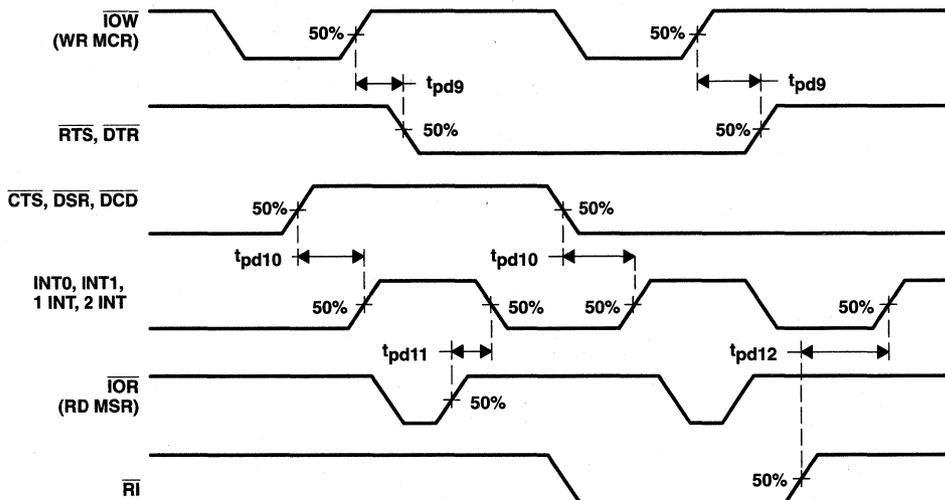 IOW
(WR MCR)
50%
50%
tpd9
tpd9
RTS, DTR
50%
50%
CTS, DSR, DCD
50%
50%
tpd10
tpd10
INT0, INT1,
1 INT, 2 INT
50%
50%
50%
50%
tpd11
tpd12
IOR
(RD MSR)
50%
RI
50%